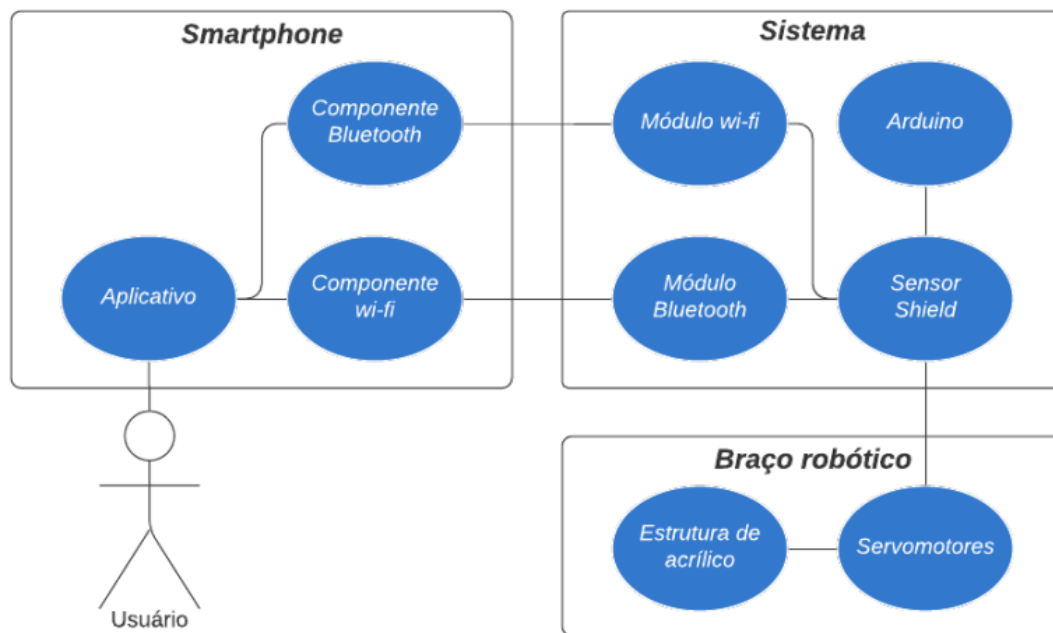 Smartphone
Componente
Bluetooth
Aplicativo
Componente
wi-fi
Usuário
Sistema
Módulo wi-fi
Arduino
Módulo
Bluetooth
Sensor
Shield
Braço robótico
Estrutura de
acrílico
Servomotores